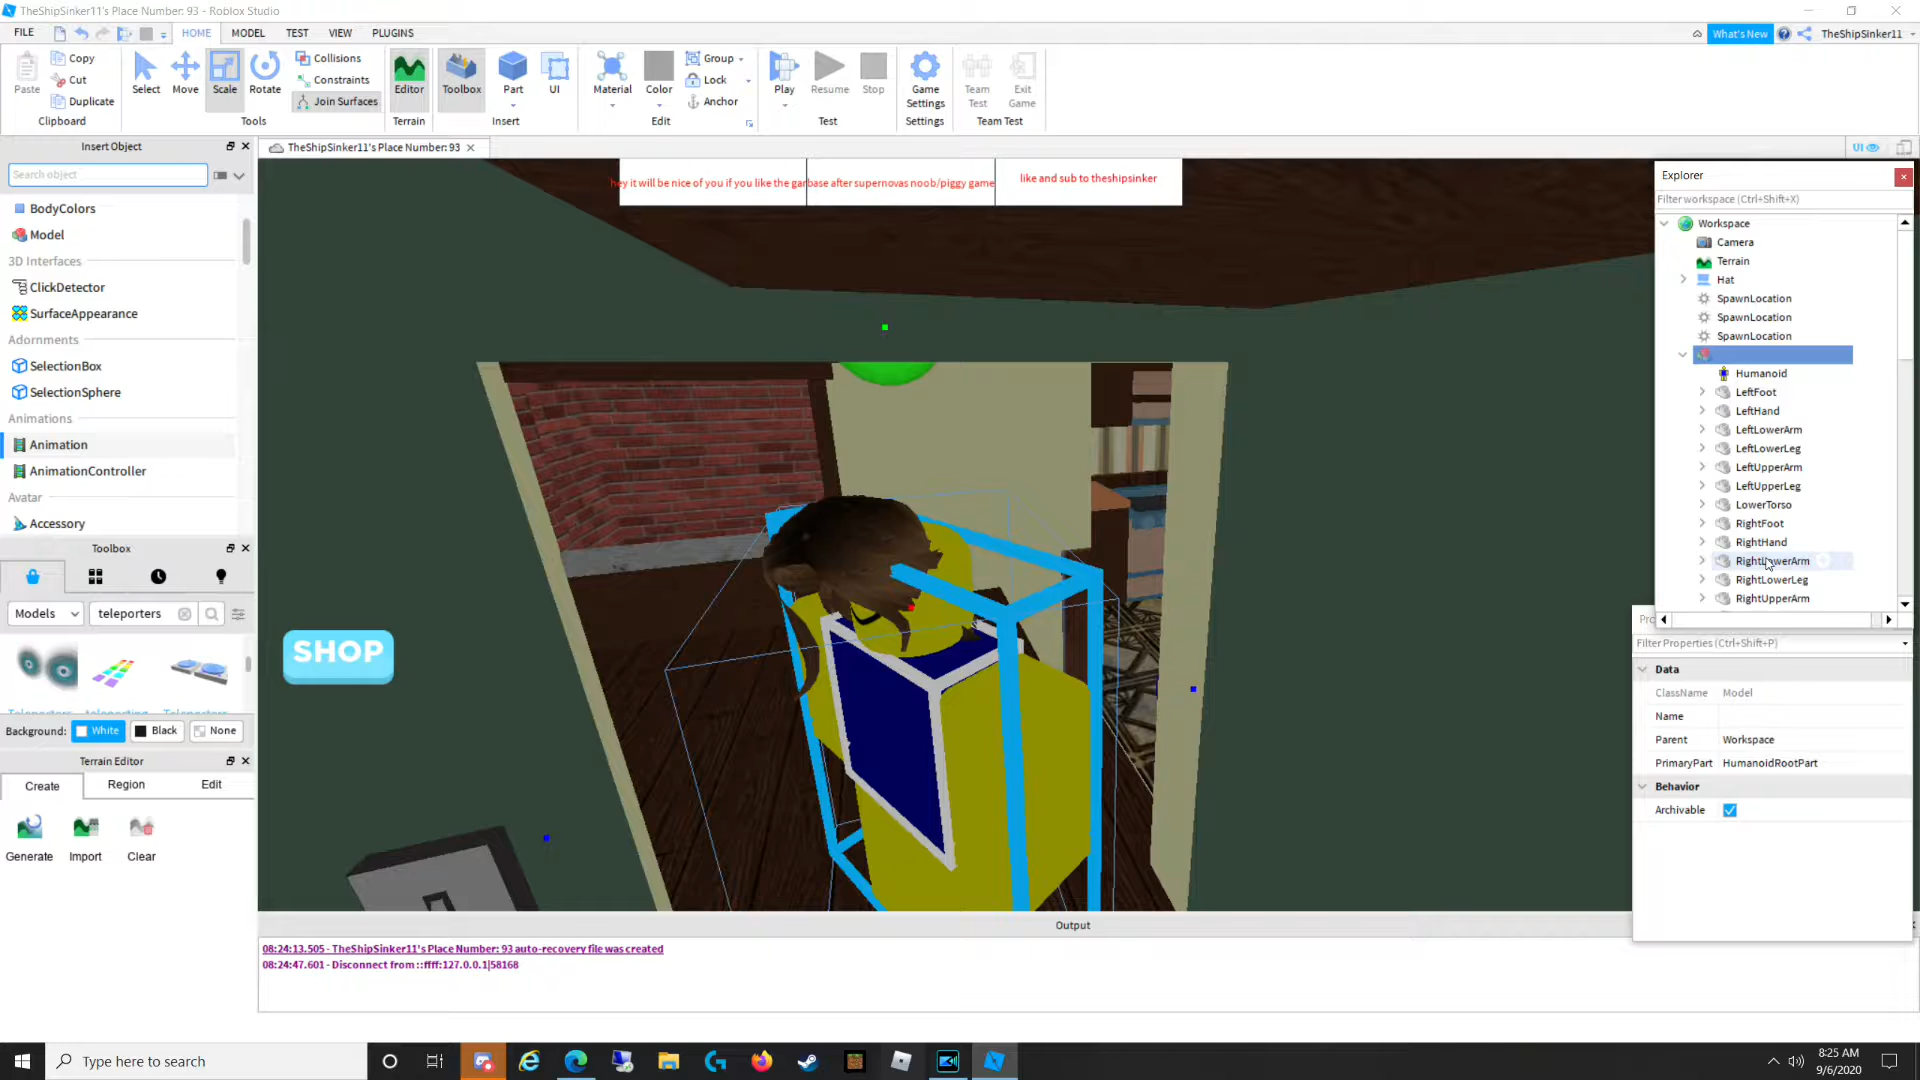 TheShipSinker11's Place Number: 93 - Roblox Studio
FILE
HOME
MODEL
TEST
VIEW
PLUGINS
What's New
TheShipSinker11
Paste
Copy
Cut
Duplicate
Clipboard
Select
Move
Scale
Rotate
Collisions
Constraints
Join Surfaces
Tools
Editor
Terrain
Toolbox
Part
UI
Insert
Material
Color
Group
Lock
Anchor
Edit
Play
Resume
Stop
Test
Game
Settings
Settings
Team
Test
Exit
Game
Team Test
Insert Object
Search object
BodyColors
Model
3D Interfaces
ClickDetector
SurfaceAppearance
Adornments
SelectionBox
SelectionSphere
Animations
Animation
AnimationController
Avatar
Accessory
Toolbox
Models
teleporters
Background:
White
Black
None
Terrain Editor
Create
Region
Edit
Generate
Import
Clear
TheShipSinker11's Place Number: 93
UI
hey it will be nice of you if you like the gar
base after supernovas noob/piggy game
like and sub to theshipsinker
SHOP
Output
08:24:13.505 - TheShipSinker11's Place Number: 93 auto-recovery file was created
08:24:47.601 - Disconnect from ::ffff:127.0.0.1|58168
Explorer
Filter workspace (Ctrl+Shift+X)
Workspace
Camera
Terrain
Hat
SpawnLocation
SpawnLocation
SpawnLocation
Humanoid
LeftFoot
LeftHand
LeftLowerArm
LeftLowerLeg
LeftUpperArm
LeftUpperLeg
LowerTorso
RightFoot
RightHand
RightLowerArm
RightLowerLeg
RightUpperArm
Filter Properties (Ctrl+Shift+P)
Data
ClassName Model
Name
Parent Workspace
PrimaryPart HumanoidRootPart
Behavior
Archivable
Type here to search
8:25 AM
9/6/2020